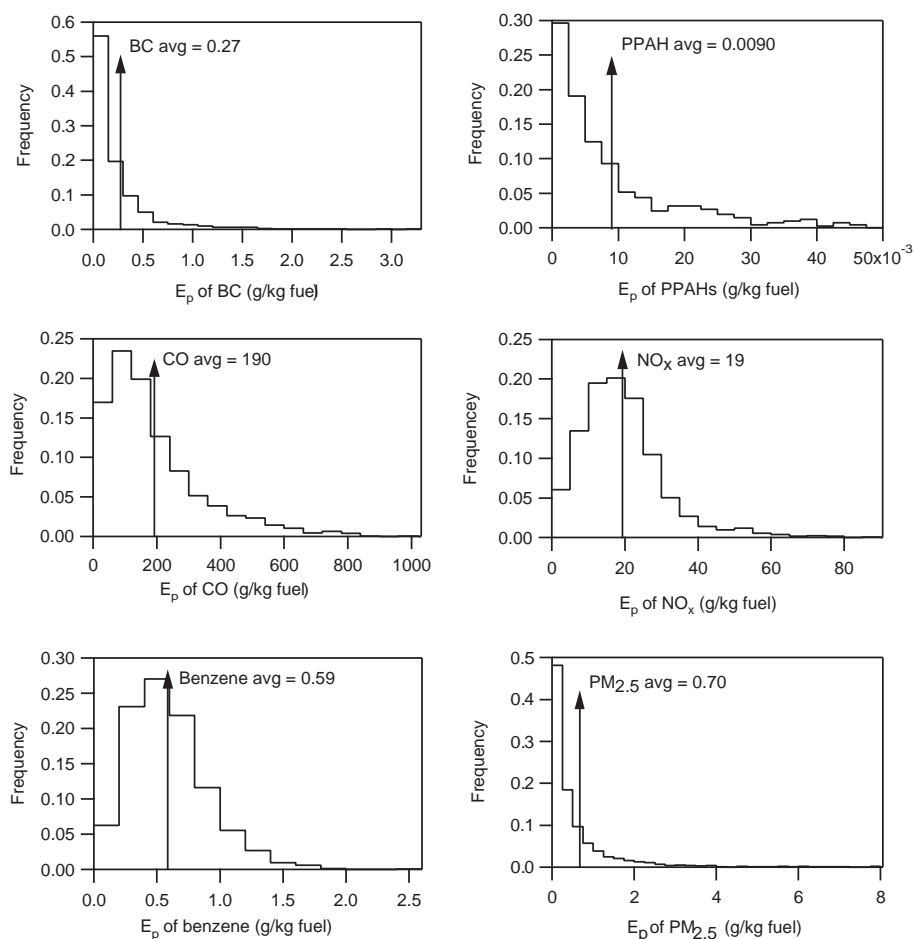 0.6
0.5
0.4
0.3
0.2
0.1
0.0
Frequency
BC avg = 0.27
0.0 0.5 1.0 1.5 2.0 2.5 3.0
Ep of BC (g/kg fuel)
0.30
0.25
0.20
0.15
0.10
0.05
0.00
Frequency
PPAH avg = 0.0090
0 10 20 30 40 50x10-3
Ep of PPAHs (g/kg fuel)
0.25
0.20
0.15
0.10
0.05
0.00
Frequency
CO avg = 190
0 200 400 600 800 1000
Ep of CO (g/kg fuel)
0.25
0.20
0.15
0.10
0.05
0.00
Frequencey
NOx avg = 19
0 20 40 60 80
Ep of NOx (g/kg fuel)
0.30
0.25
0.20
0.15
0.10
0.05
0.00
Frequency
Benzene avg = 0.59
0.0 0.5 1.0 1.5 2.0 2.5
Ep of benzene (g/kg fuel)
0.5
0.4
0.3
0.2
0.1
0.0
Frequency
PM2.5 avg = 0.70
0 2 4 6 8
Ep of PM2.5 (g/kg fuel)